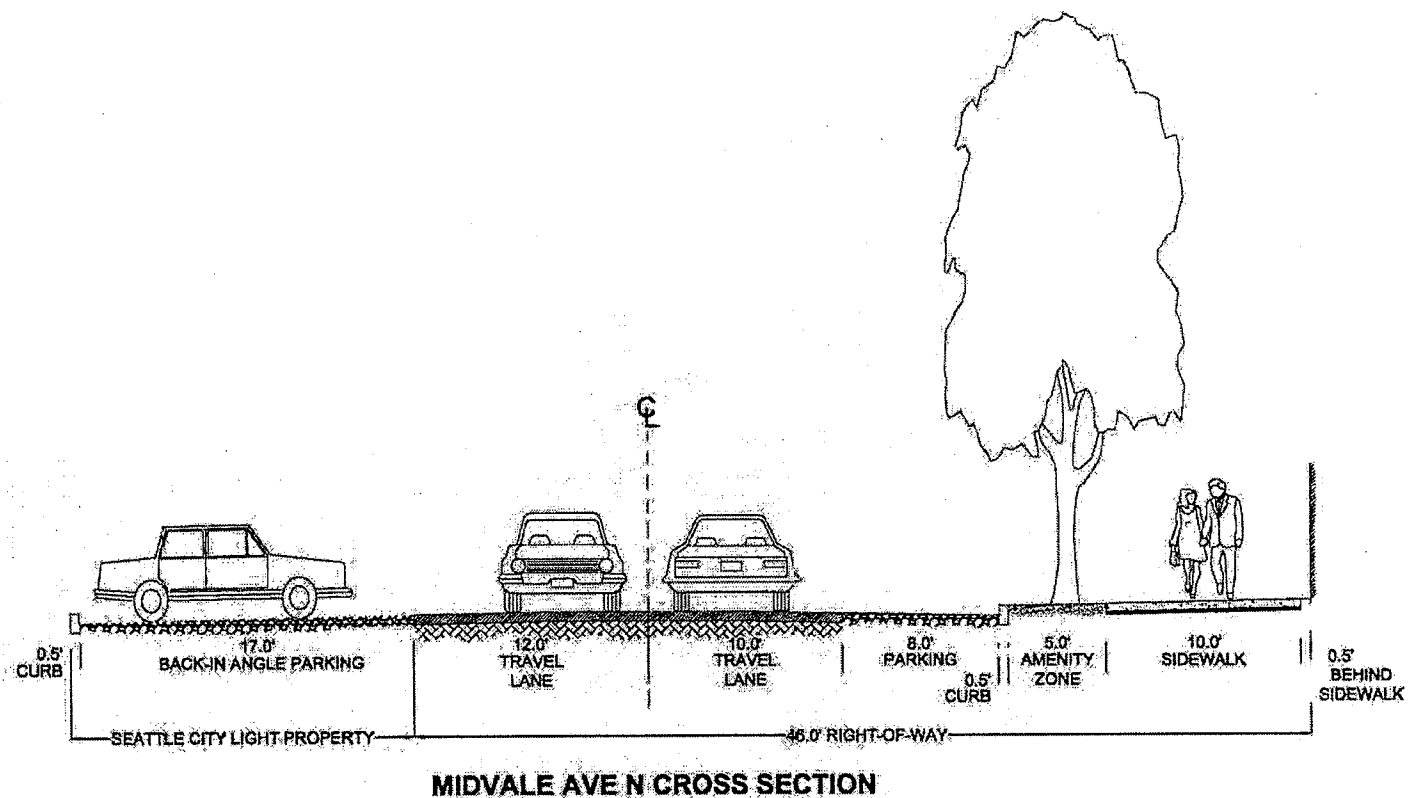 ℄
0.5'
CURB
17.0'
BACK-IN ANGLE PARKING
12.0'
TRAVEL
LANE
10.0'
TRAVEL
LANE
8.0'
PARKING
0.5'
CURB
5.0'
AMENITY
ZONE
10.0'
SIDEWALK
0.5'
BEHIND
SIDEWALK
SEATTLE CITY LIGHT PROPERTY
46.0' RIGHT-OF-WAY
MIDVALE AVE N CROSS SECTION